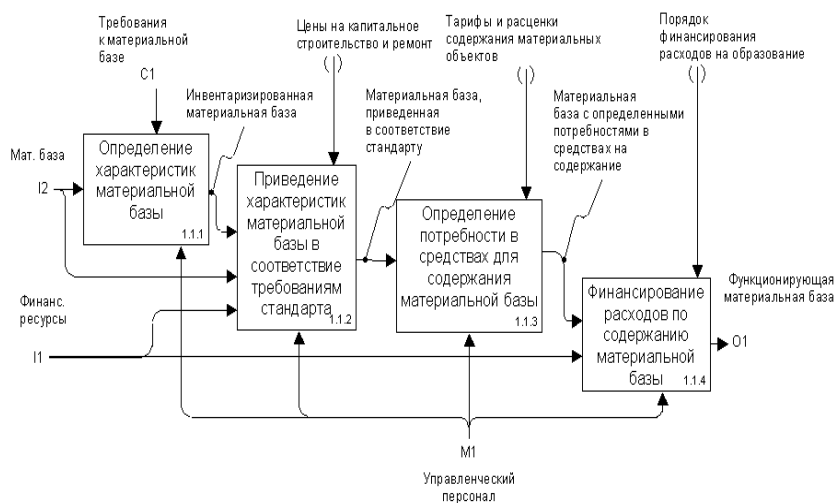 Требования
к материальной
базе
C1
Цены на капитальное
строительство и ремонт
Тарифы и расценки
содержания материальных
объектов
Порядок
финансирования
расходов на образование
Инвентаризированная
материальная база
Материальная база,
приведенная
в соответствие
стандарту
Материальная
база с определенными
потребностями в
средствах на
содержание
Мат. база
I2
Определение
характеристик
материальной
базы
1.1.1
Приведение
характеристик
материальной
базы в
соответствие
требованиям
стандарта
1.1.2
Определение
потребности в
средствах для
содержания
материальной базы
1.1.3
Финансирование
расходов по
содержанию
материальной
базы
1.1.4
Функционирующая
материальная база
O1
Финанс.
ресурсы
I1
M1
Управленческий
персонал